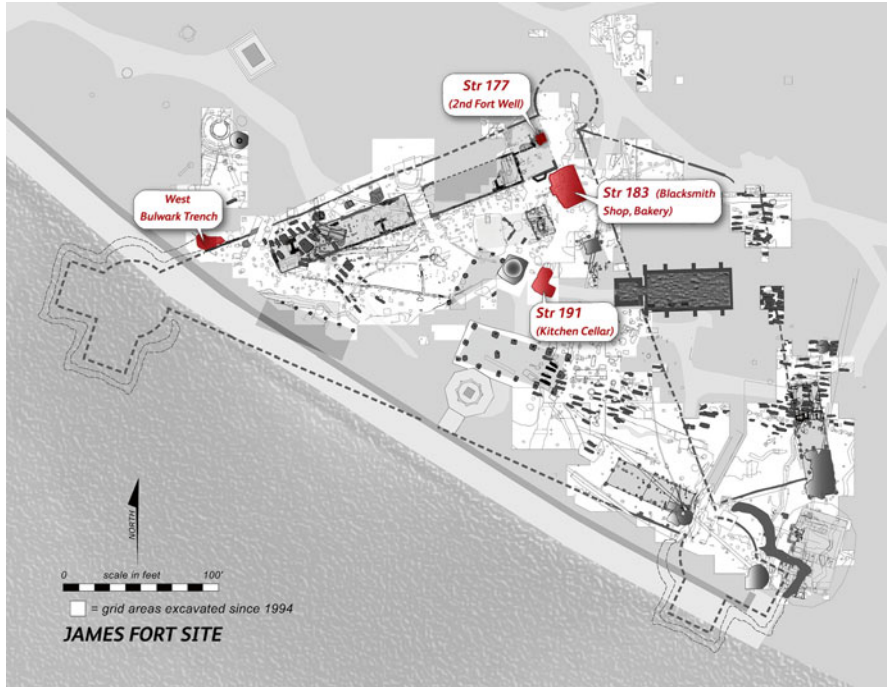 Str 177
(2nd Fort Well)
West
Bulwark Trench
Str 183 (Blacksmith
Shop, Bakery)
Str 191
(Kitchen Cellar)
NORTH
0 scale in feet 100'
= grid areas excavated since 1994
JAMES FORT SITE